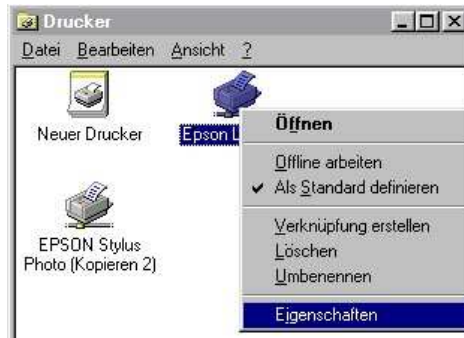 Drucker
Datei Bearbeiten Ansicht ?
Neuer Drucker
Epson L
EPSON Stylus
Photo (Kopieren 2)
Öffnen
Offline arbeiten
Als Standard definieren
Verknüpfung erstellen
Löschen
Umbenennen
Eigenschaften